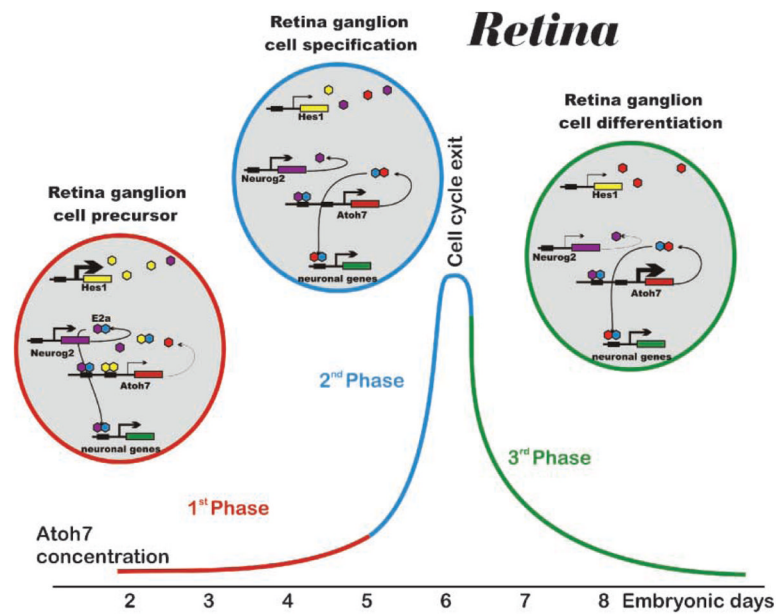 Retina
Retina ganglion
cell specification
Hes1
Neurog2
Atoh7
neuronal genes
Cell cycle exit
Retina ganglion
cell differentiation
Hes1
Neurog2
Atoh7
neuronal genes
Retina ganglion
cell precursor
Hes1
E2a
Neurog2
Atoh7
neuronal genes
2nd Phase
3rd Phase
1st Phase
Atoh7
concentration
2 3 4 5 6 7 8 Embryonic days